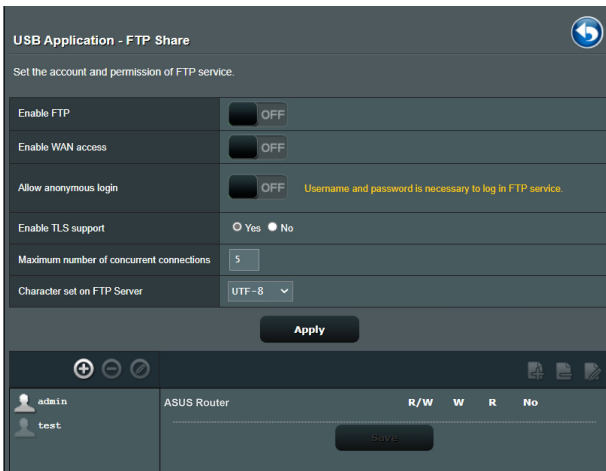 USB Application - FTP Share
Set the account and permission of FTP service.
Enable FTP OFF
Enable WAN access OFF
Allow anonymous login OFF Username and password is necessary to log in FTP service.
Enable TLS support Yes No
Maximum number of concurrent connections 5
Character set on FTP Server UTF-8
Apply
admin ASUS Router R/W W R No
test
Save